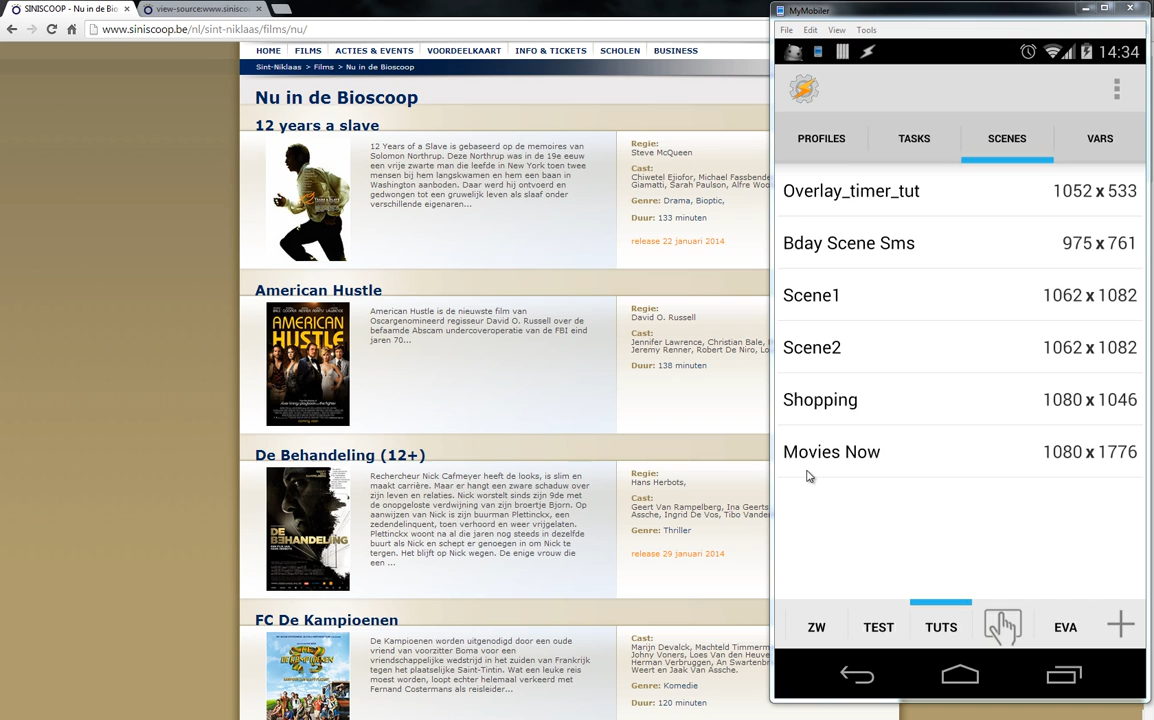 SINISCOOP - Nu in de Bio
view-source:www.sinisco
www.siniscoop.be/nl/sint-niklaas/films/nu/
HOME
FILMS
ACTIES & EVENTS
VOORDEELKAART
INFO & TICKETS
SCHOLEN
BUSINESS
Sint-Niklaas > Films > Nu in de Bioscoop
Nu in de Bioscoop
12 years a slave
12 Years of a Slave is gebaseerd op de memoires van
Solomon Northrup. Deze Northrup was in de 19e eeuw
een vrije zwarte man die leefde in New York toen twee
mensen bij hem langskwamen en hem een baan in
Washington aanboden. Daar werd hij ontvoerd en
gedwongen tot een gruwelijk leven als slaaf onder
verschillende eigenaren...
Regie:
Steve McQueen
Cast:
Chiwetel Ejiofor, Michael Fassbende
Giamatti, Sarah Paulson, Alfre Woo
Genre: Drama, Bioptic,
Duur: 133 minuten
release 22 januari 2014
American Hustle
AMERICAN
HUSTLE
American Hustle is de nieuwste film van
Oscargenomineerd regisseur David O. Russell over de
befaamde Abscam undercoveroperatie van de FBI eind
jaren 70...
Regie:
David O. Russell
Cast:
Jennifer Lawrence, Christian Bale,
Jeremy Renner, Robert De Niro, Lo
Duur: 138 minuten
De Behandeling (12+)
DE
BEHANDELING
Rechercheur Nick Cafmeyer heeft de looks, is slim en
maakt carrière. Maar er hangt een zware schaduw over
zijn leven en relaties. Nick worstelt sinds zijn 9de met
de onopgeloste verdwijning van zijn broertje Bjorn. Op
aanwijzen van Nick is zijn buurman Plettinckx, een
zedendelinquent, toen verhoord en weer vrijgelaten.
Plettinckx woont na al die jaren nog steeds in dezelfde
buurt als Nick en schept er genoegen in om Nick te
tergen. Het blijft op Nick wegen. De enige vrouw die
een ...
Regie:
Hans Herbots,
Cast:
Geert Van Rampelberg, Ina Geerts
Assche, Ingrid De Vos, Tibo Vander
Genre: Thriller
release 29 januari 2014
FC De Kampioenen
De Kampioenen worden uitgenodigd door een oude
vriend van voorzitter Boma voor een
vriendschappelijke wedstrijd in het zuiden van Frankrijk
tegen het plaatselijke Saint-Tintin. Wat een leuke reis
moest worden, loopt echter helemaal verkeerd met
Fernand Costermans als reisleider...
Cast:
Marijn Devalck, Machteld Timmerm
Johny Voners, Loes Van den Heuve
Herman Verbruggen, An Swartenbr
Weert en Jaak Van Assche.
Genre: Komedie
Duur: 120 minuten
MyMobiler
File Edit View Tools
14:34
PROFILES
TASKS
SCENES
VARS
Overlay_timer_tut 1052 x 533
Bday Scene Sms 975 x 761
Scene1 1062 x 1082
Scene2 1062 x 1082
Shopping 1080 x 1046
Movies Now 1080 x 1776
ZW
TEST
TUTS
EVA